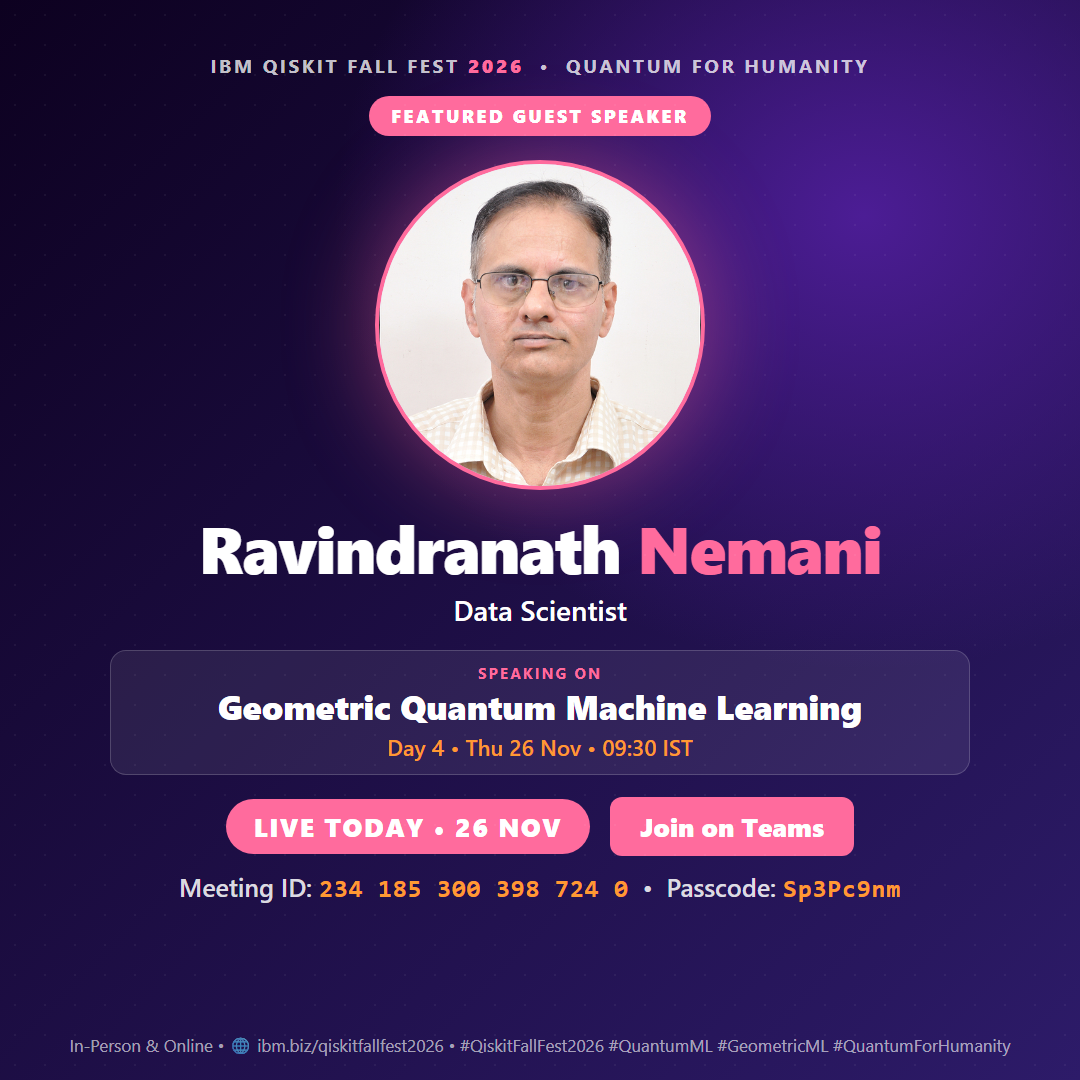 IBM QISKIT FALL FEST 2026 • QUANTUM FOR HUMANITY
FEATURED GUEST SPEAKER
Ravindranath Nemani
Data Scientist
SPEAKING ON
Geometric Quantum Machine Learning
Day 4 • Thu 26 Nov • 09:30 IST
LIVE TODAY • 26 NOV
Join on Teams
Meeting ID: 234 185 300 398 724 0 • Passcode: Sp3Pc9nm
In-Person & Online • 🌐 ibm.biz/qiskitfallfest2026 • #QiskitFallFest2026 #QuantumML #GeometricML #QuantumForHumanity